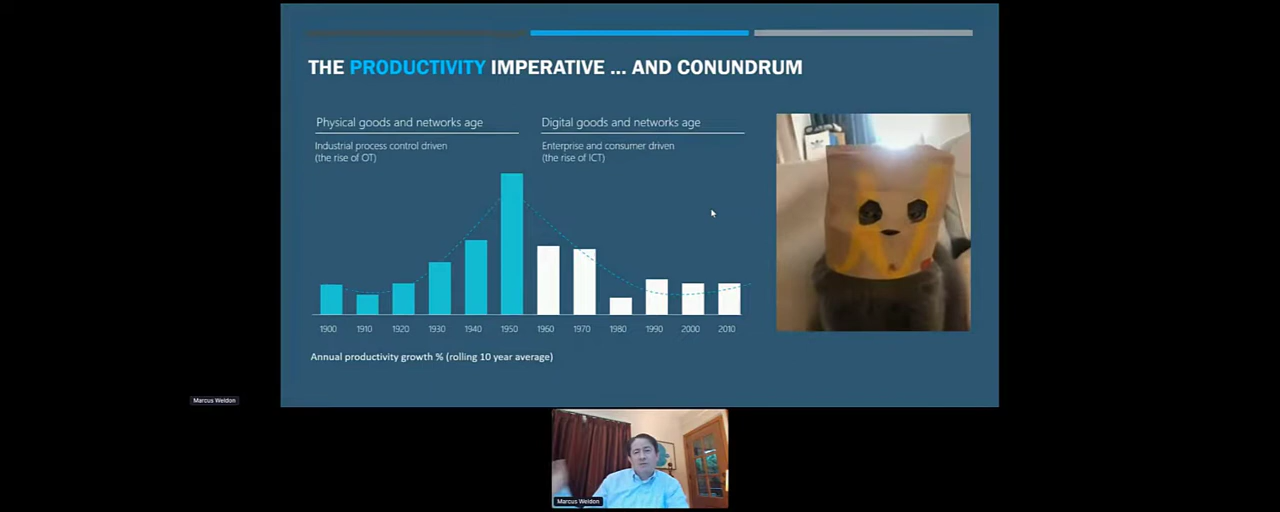 THE PRODUCTIVITY IMPERATIVE ... AND CONUNDRUM
Physical goods and networks age
Industrial process control driven
(the rise of OT)
Digital goods and networks age
Enterprise and consumer driven
(the rise of ICT)
1900 1910 1920 1930 1940 1950 1960 1970 1980 1990 2000 2010
Annual productivity growth % (rolling 10 year average)
Marcus Weldon
Marcus Weldon